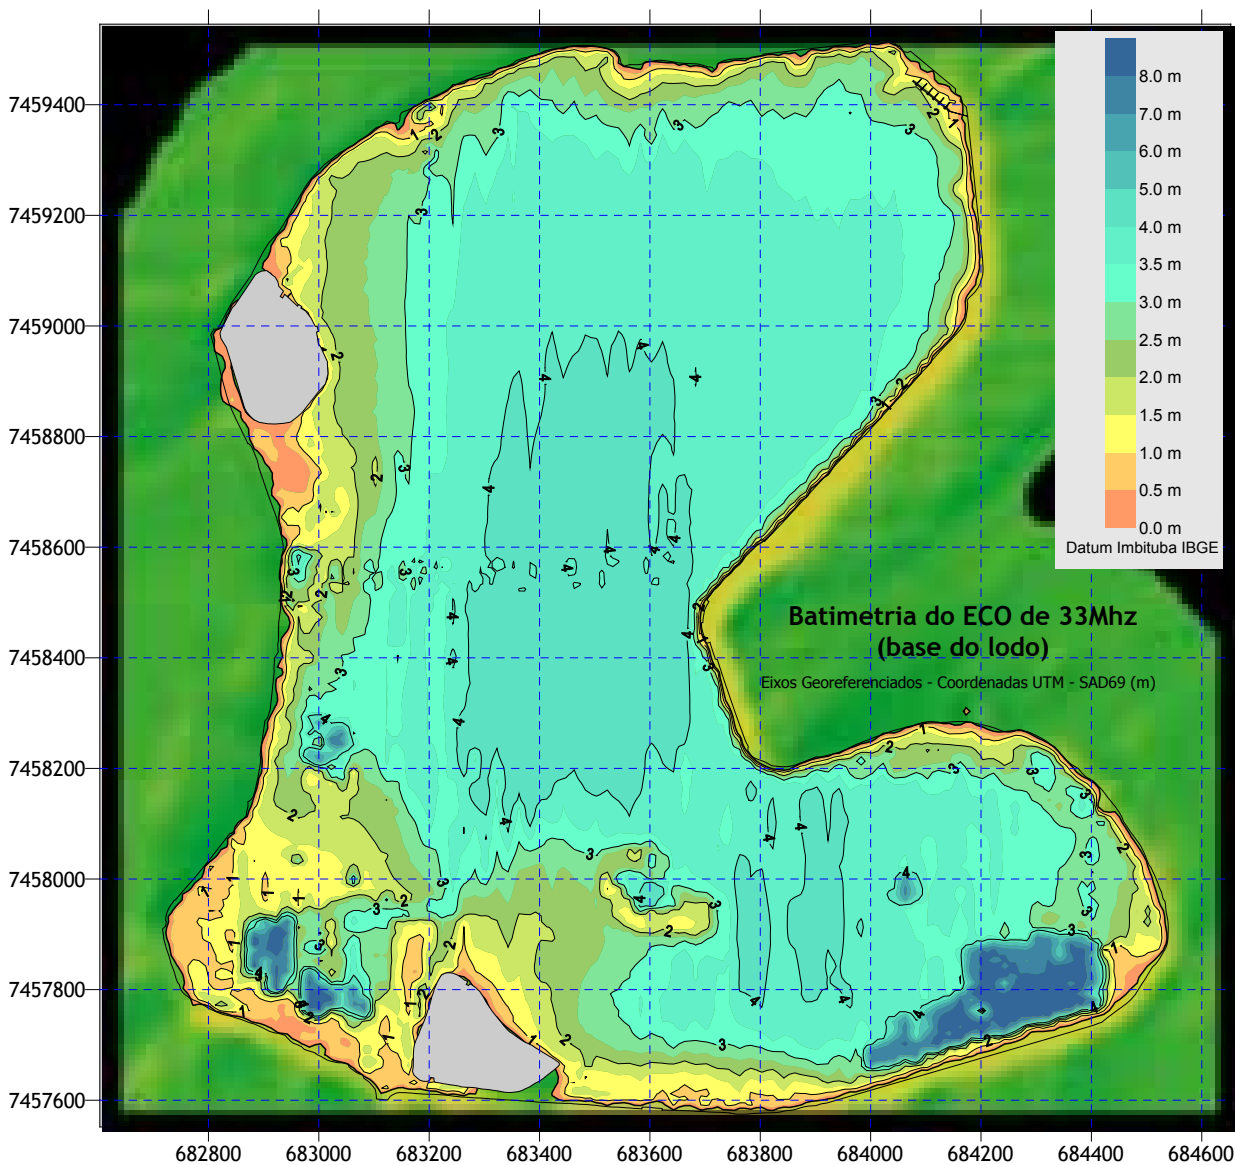 8.0 m
7.0 m
6.0 m
5.0 m
4.0 m
3.5 m
3.0 m
2.5 m
2.0 m
1.5 m
1.0 m
0.5 m
0.0 m
Datum Imbituba IBGE
Batimetria do ECO de 33Mhz
(base do lodo)
Eixos Georeferenciados - Coordenadas UTM - SAD69 (m)
7459400
7459200
7459000
7458800
7458600
7458400
7458200
7458000
7457800
7457600
682800 683000 683200 683400 683600 683800 684000 684200 684400 684600